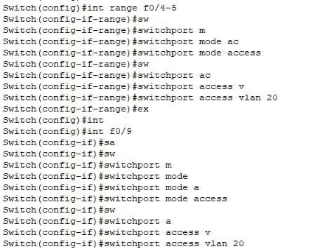 Switch(config)#int range f0/4-5
Switch(config-if-range)#sw
Switch(config-if-range)#switchport m
Switch(config-if-range)#switchport mode ac
Switch(config-if-range)#switchport mode access
Switch(config-if-range)#sw
Switch(config-if-range)#switchport ac
Switch(config-if-range)#switchport access v
Switch(config-if-range)#switchport access vlan 20
Switch(config-if-range)#ex
Switch(config)#int
Switch(config)#int f0/9
Switch(config-if)#sa
Switch(config-if)#sw
Switch(config-if)#switchport m
Switch(config-if)#switchport mode
Switch(config-if)#switchport mode a
Switch(config-if)#switchport mode access
Switch(config-if)#sw
Switch(config-if)#switchport a
Switch(config-if)#switchport access v
Switch(config-if)#switchport access vlan 20